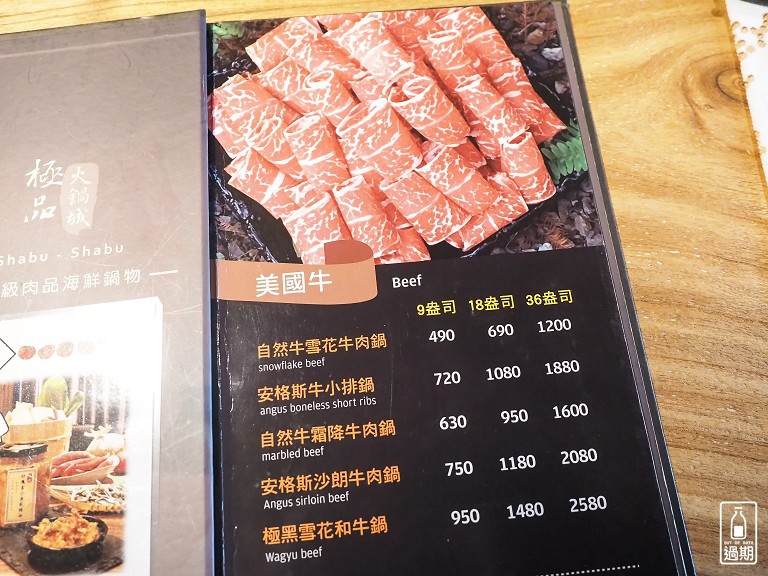 極品
火鍋城
Shabu - Shabu
級肉品海鮮鍋物
美國牛 Beef
9盎司 18盎司 36盎司
自然牛雪花牛肉鍋 490 690 1200
snowflake beef
安格斯牛小排鍋 720 1080 1880
angus boneless short ribs
自然牛霜降牛肉鍋 630 950 1600
marbled beef
安格斯沙朗牛肉鍋 750 1180 2080
Angus sirloin beef
極黑雪花和牛鍋 950 1480 2580
Wagyu beef
OUT OF DATE
過期